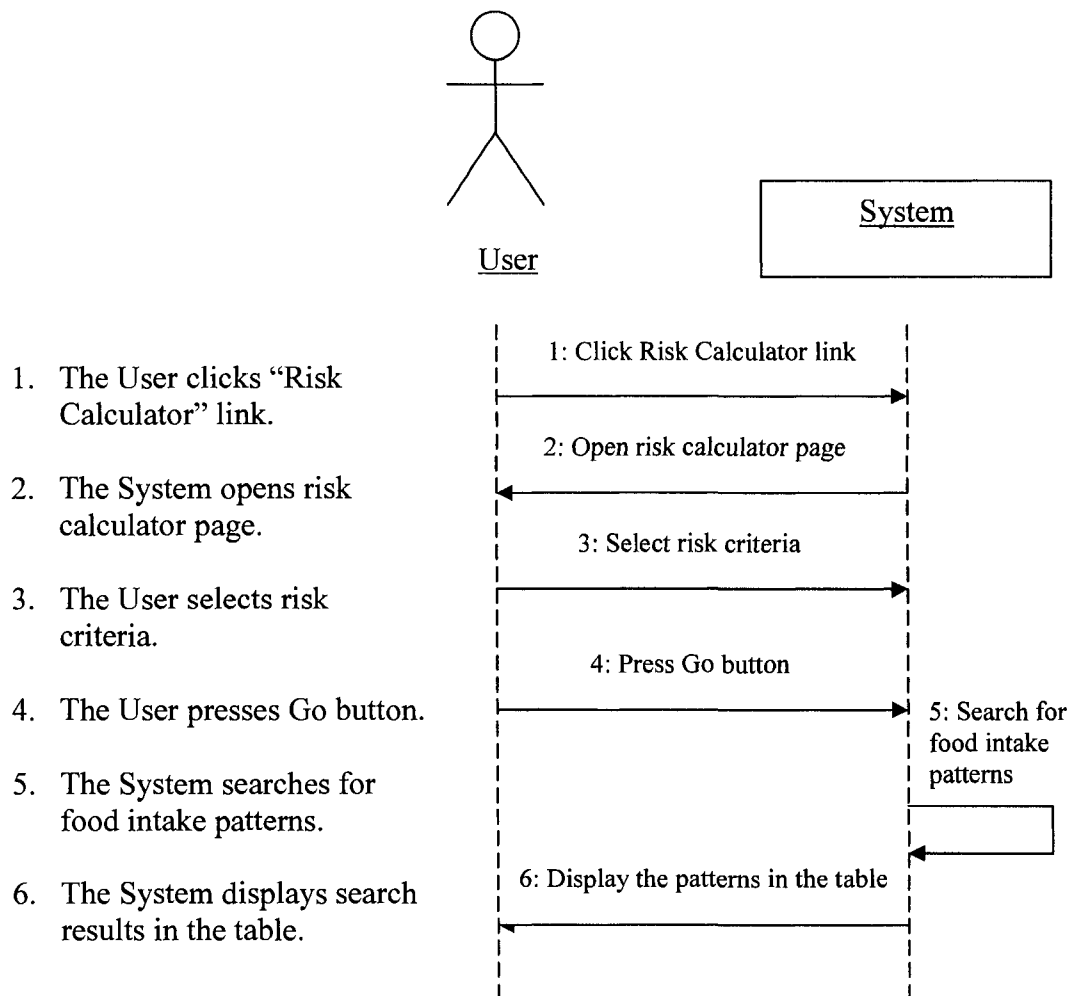 User
System
1. The User clicks “Risk
Calculator” link.
2. The System opens risk
calculator page.
3. The User selects risk
criteria.
4. The User presses Go button.
5. The System searches for
food intake patterns.
6. The System displays search
results in the table.
1: Click Risk Calculator link
2: Open risk calculator page
3: Select risk criteria
4: Press Go button
5: Search for
food intake
patterns
6: Display the patterns in the table